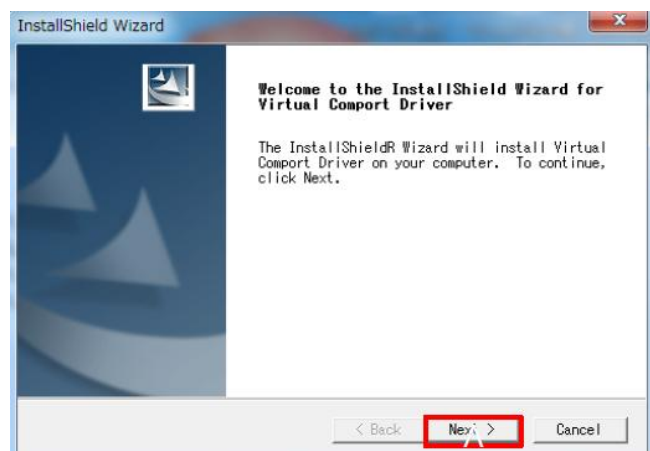 InstallShield Wizard
Welcome to the InstallShield Wizard for
Virtual Comport Driver
The InstallShieldR Wizard will install Virtual
Comport Driver on your computer. To continue,
click Next.
< Back
Next >
Cancel